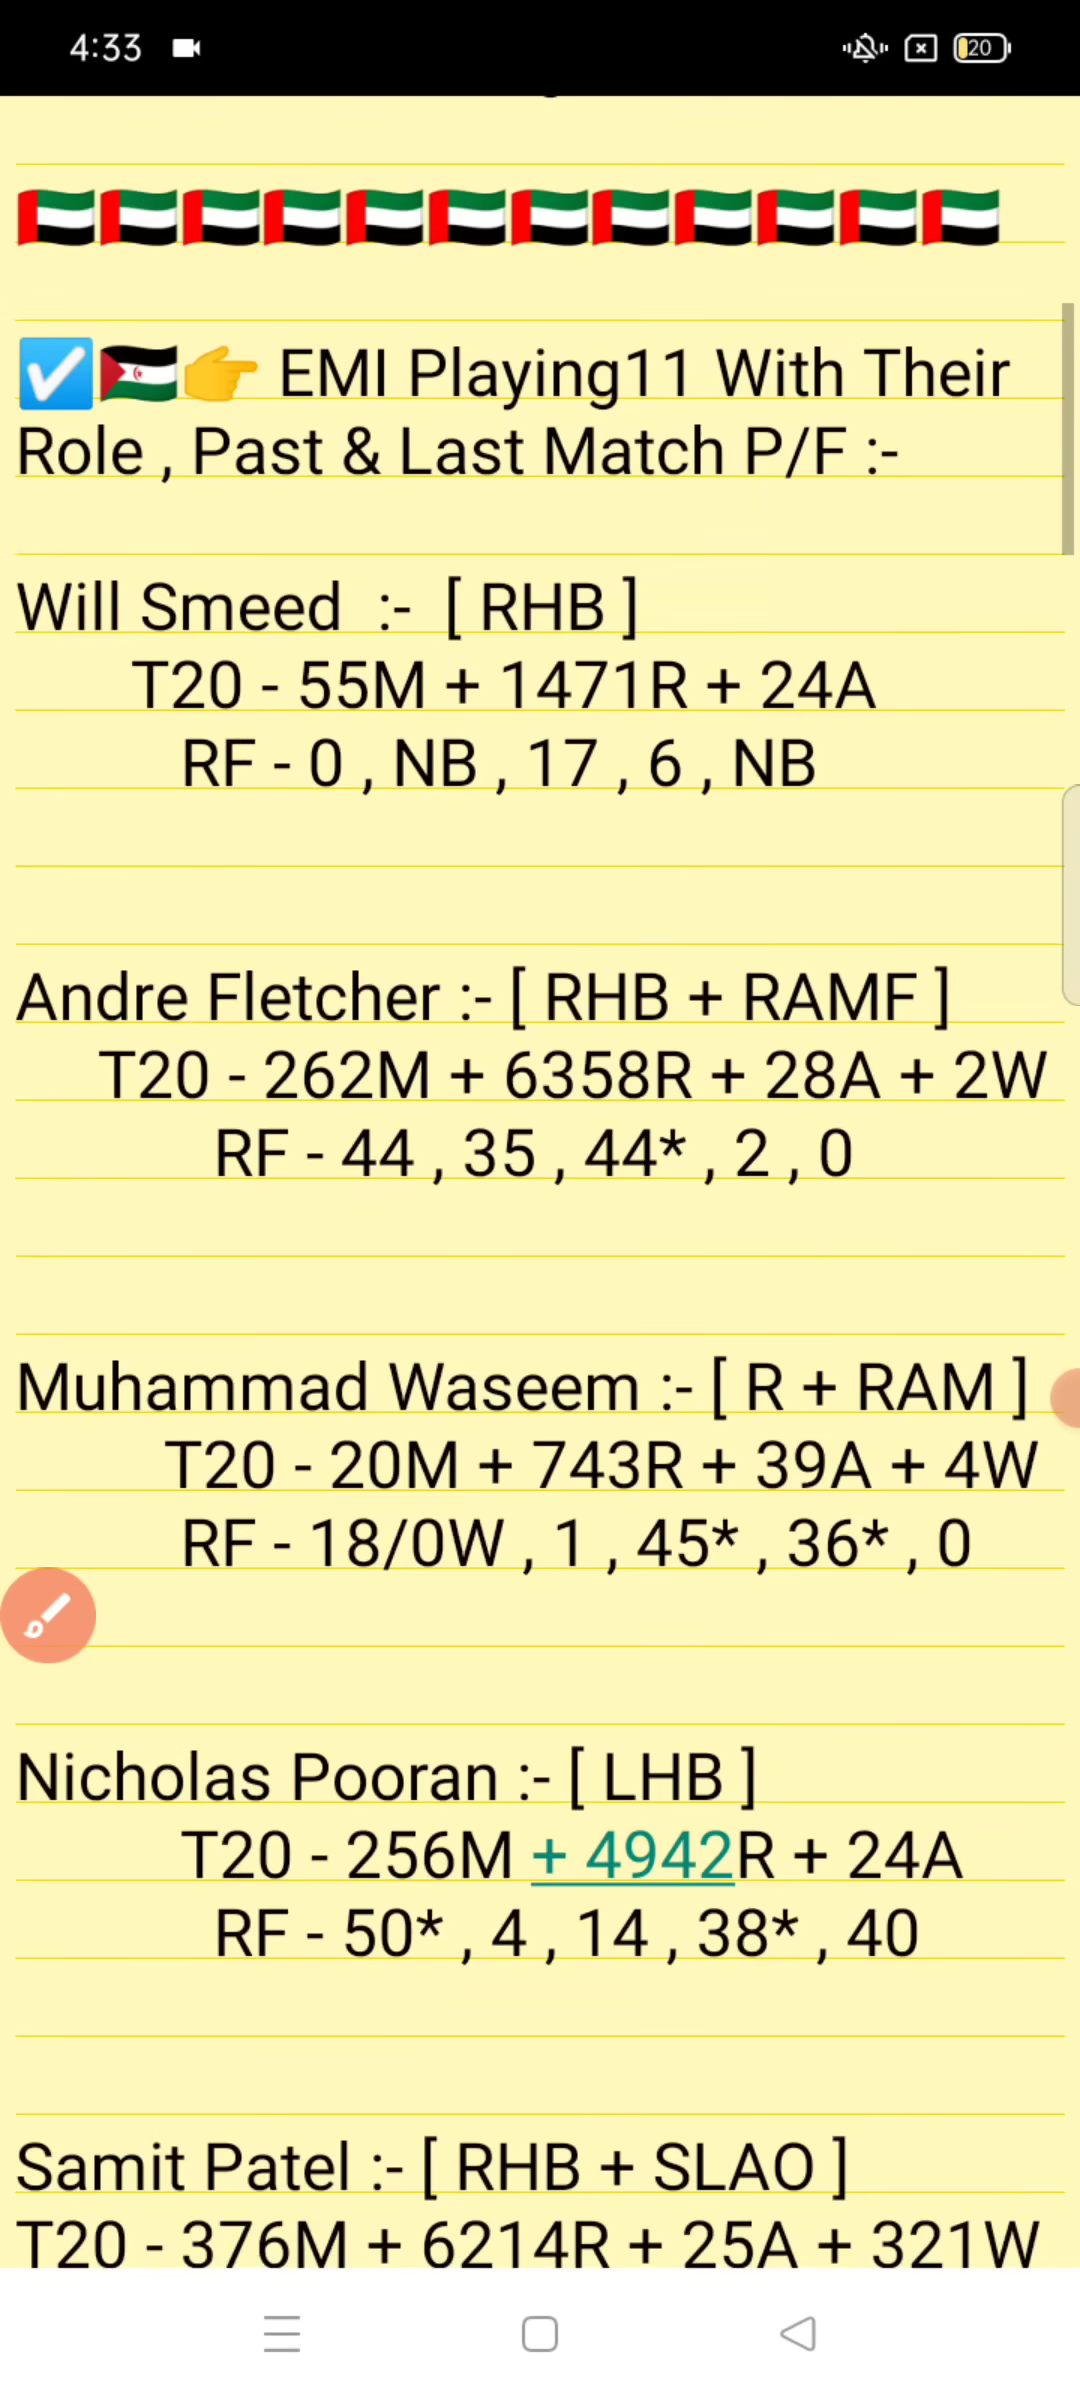 4:33
20
EMI Playing11 With Their
Role , Past & Last Match P/F :-
Will Smeed :- [ RHB ]
T20 - 55M + 1471R + 24A
RF - 0 , NB , 17 , 6 , NB
Andre Fletcher :- [ RHB + RAMF ]
T20 - 262M + 6358R + 28A + 2W
RF - 44 , 35 , 44* , 2 , 0
Muhammad Waseem :- [ R + RAM ]
T20 - 20M + 743R + 39A + 4W
RF - 18/0W , 1 , 45* , 36* , 0
Nicholas Pooran :- [ LHB ]
T20 - 256M + 4942R + 24A
RF - 50* , 4 , 14 , 38* , 40
Samit Patel :- [ RHB + SLAO ]
T20 - 376M + 6214R + 25A + 321W